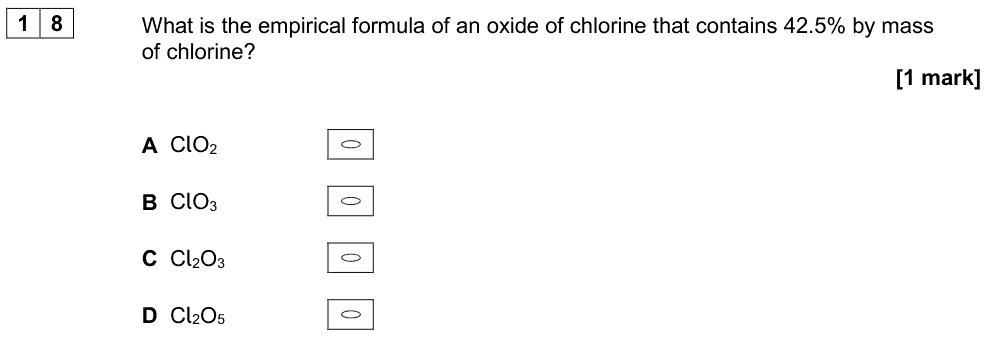 1 8 What is the empirical formula of an oxide of chlorine that contains 42.5% by mass
of chlorine?
[1 mark]
A ClO₂
B ClO₃
C Cl₂O₃
D Cl₂O₅